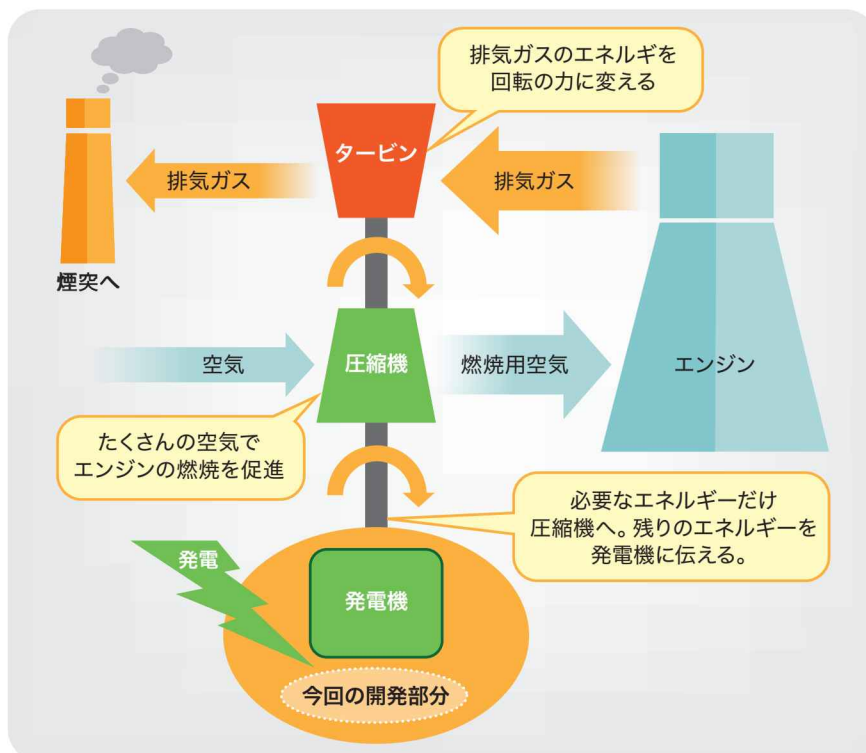 排気ガスのエネルギを
回転の力に変える
タービン
排気ガス
排気ガス
煙突へ
空気
圧縮機
燃焼用空気
エンジン
たくさんの空気で
エンジンの燃焼を促進
必要なエネルギーだけ
圧縮機へ。残りのエネルギーを
発電機に伝える。
発電
発電機
今回の開発部分